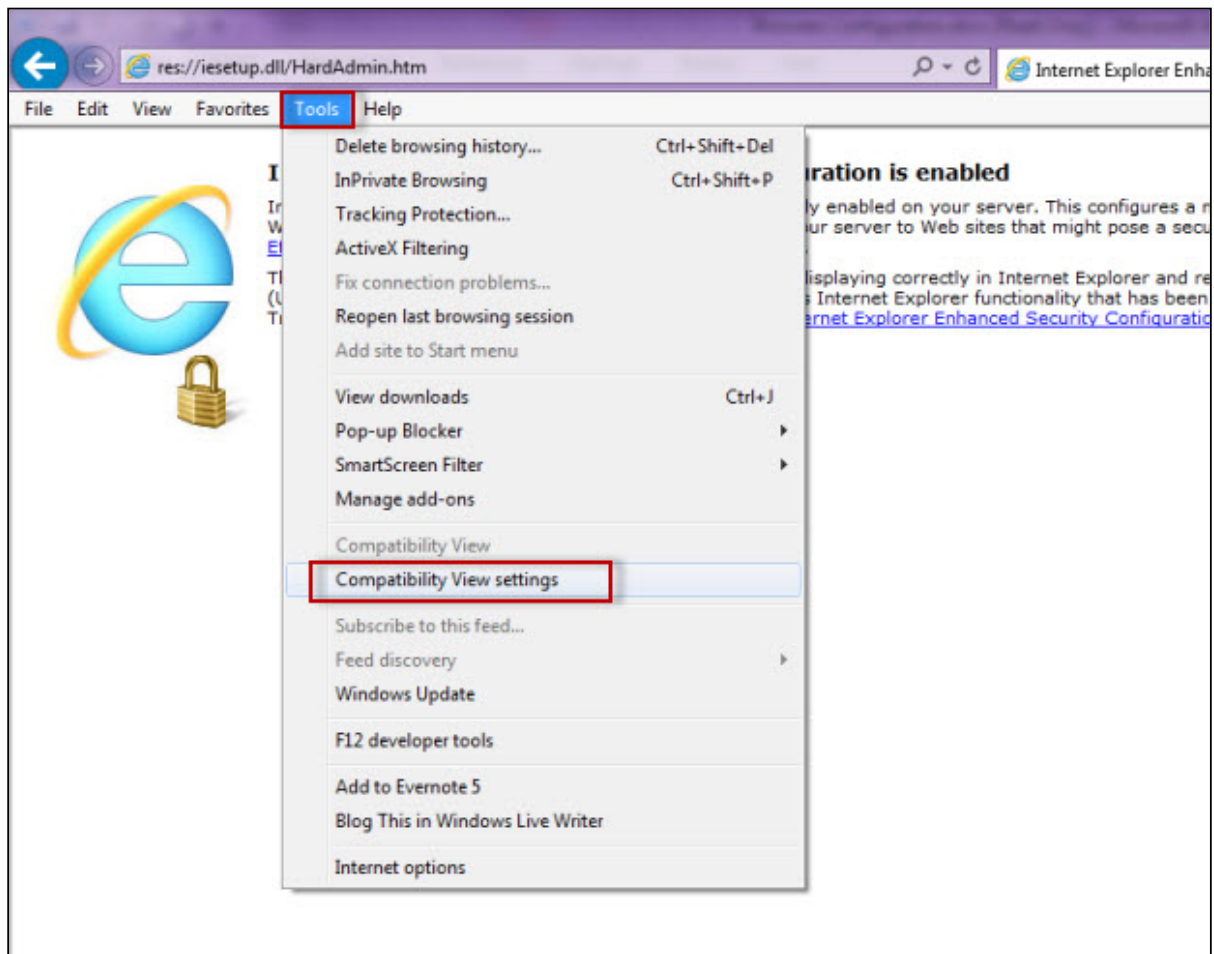 res://iesetup.dll/HardAdmin.htm
Internet Explorer Enha
File Edit View Favorites Tools Help
Delete browsing history... Ctrl+Shift+Del
InPrivate Browsing Ctrl+Shift+P
Tracking Protection...
ActiveX Filtering
Fix connection problems...
Reopen last browsing session
Add site to Start menu
View downloads Ctrl+J
Pop-up Blocker
SmartScreen Filter
Manage add-ons
Compatibility View
Compatibility View settings
Subscribe to this feed...
Feed discovery
Windows Update
F12 developer tools
Add to Evernote 5
Blog This in Windows Live Writer
Internet options
I
uration is enabled
ly enabled on your server. This configures a
ur server to Web sites that might pose a secu
isplaying correctly in Internet Explorer and re
s Internet Explorer functionality that has been
ernet Explorer Enhanced Security Configuratio